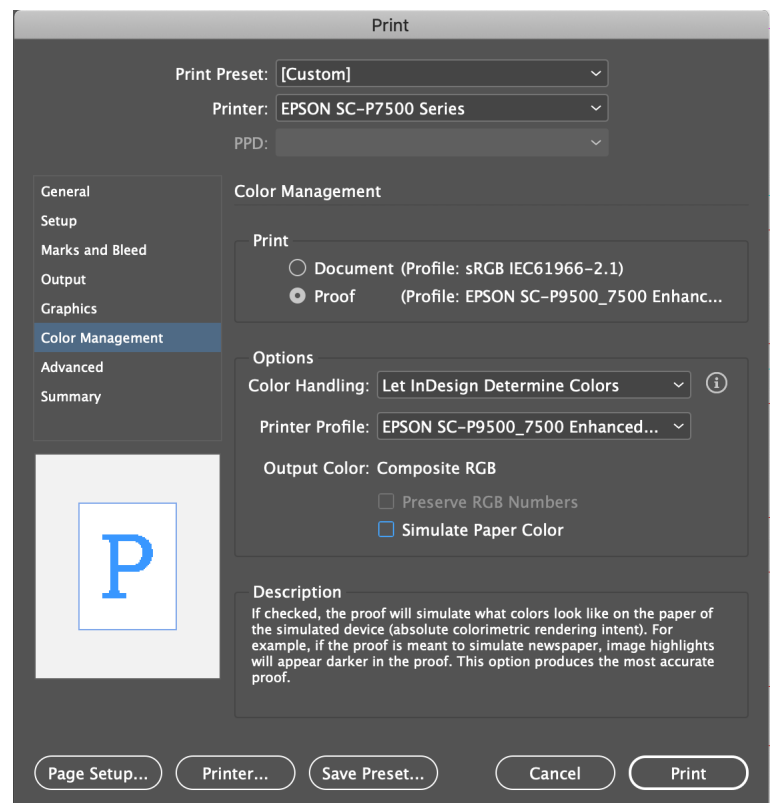 Print
Print Preset: [Custom]
Printer: EPSON SC-P7500 Series
PPD:
General
Setup
Marks and Bleed
Output
Graphics
Color Management
Advanced
Summary
Color Management
Print
Document (Profile: sRGB IEC61966-2.1)
Proof (Profile: EPSON SC-P9500_7500 Enhanc...
Options
Color Handling: Let InDesign Determine Colors
Printer Profile: EPSON SC-P9500_7500 Enhanced...
Output Color: Composite RGB
Preserve RGB Numbers
Simulate Paper Color
P
Description
If checked, the proof will simulate what colors look like on the paper of
the simulated device (absolute colorimetric rendering intent). For
example, if the proof is meant to simulate newspaper, image highlights
will appear darker in the proof. This option produces the most accurate
proof.
Page Setup... Printer... Save Preset... Cancel Print